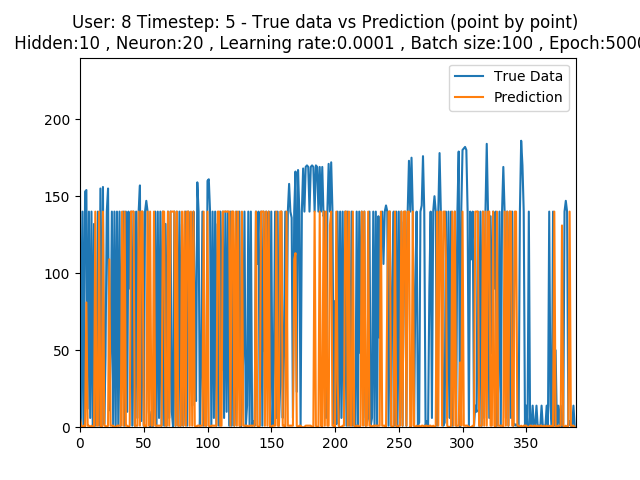 User: 8 Timestep: 5 - True data vs Prediction (point by point)
Hidden:10 , Neuron:20 , Learning rate:0.0001 , Batch size:100 , Epoch:5000
True Data
Prediction
200
150
100
50
0
0 50 100 150 200 250 300 350